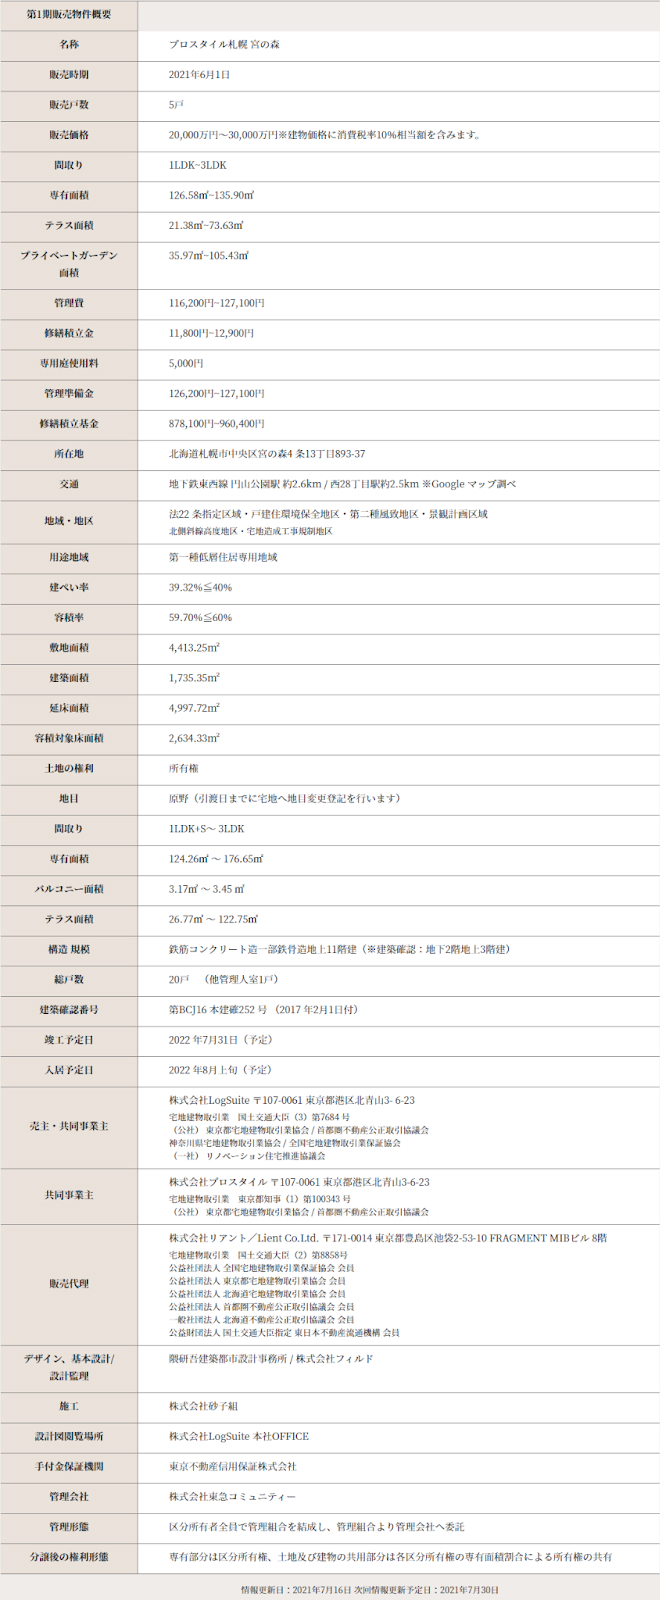 第1期販売物件概要
名称
プロスタイル札幌 宮の森
販売時期
2021年6月1日
販売戸数
5戸
販売価格
20,000万円〜30,000万円※建物価格に消費税率10%相当額を含みます。
間取り
1LDK~3LDK
専有面積
126.58㎡~135.90㎡
テラス面積
21.38㎡~73.63㎡
プライベートガーデン
面積
35.97㎡~105.43㎡
管理費
116,200円~127,100円
修繕積立金
11,800円~12,900円
専用庭使用料
5,000円
管理準備金
126,200円~127,100円
修繕積立基金
878,100円~960,400円
所在地
北海道札幌市中央区宮の森4 条13丁目893-37
交通
地下鉄東西線 円山公園駅 約2.6km / 西28丁目駅約2.5km ※Google マップ調べ
地域・地区
法22 条指定区域・戸建住環境保全地区・第二種風致地区・景観計画区域
北側斜線高度地区・宅地造成工事規制地区
用途地域
第一種低層住居専用地域
建ぺい率
39.32%≦40%
容積率
59.70%≦60%
敷地面積
4,413.25m²
建築面積
1,735.35m²
延床面積
4,997.72m²
容積対象床面積
2,634.33m²
土地の権利
所有権
地目
原野（引渡日までに宅地へ地目変更登記を行います）
間取り
1LDK+S〜 3LDK
専有面積
124.26㎡ 〜 176.65㎡
バルコニー面積
3.17㎡ 〜 3.45 ㎡
テラス面積
26.77㎡ 〜 122.75㎡
構造 規模
鉄筋コンクリート造一部鉄骨造地上11階建（※建築確認：地下2階地上3階建）
総戸数
20戸　（他管理人室1戸）
建築確認番号
第BCJ16 本建確252 号 （2017 年2月1日付）
竣工予定日
2022 年7月31日（予定）
入居予定日
2022 年8月上旬（予定）
売主・共同事業主
株式会社LogSuite 〒107-0061 東京都港区北青山3- 6-23
宅地建物取引業　国土交通大臣（3）第7684 号
（公社） 東京都宅地建物取引業協会 / 首都圏不動産公正取引協議会
神奈川県宅地建物取引業協会 / 全国宅地建物取引業保証協会
（一社） リノベーション住宅推進協議会
共同事業主
株式会社プロスタイル 〒107-0061 東京都港区北青山3-6-23
宅地建物取引業　東京都知事（1）第100343 号
（公社） 東京都宅地建物取引業協会 / 首都圏不動産公正取引協議会
販売代理
株式会社リアント／Lient Co.Ltd. 〒171-0014 東京都豊島区池袋2-53-10 FRAGMENT MIBビル 8階
宅地建物取引業　国土交通大臣（2）第8858号
公益社団法人 全国宅地建物取引業保証協会 会員
公益社団法人 東京都宅地建物取引業協会 会員
公益社団法人 北海道宅地建物取引業協会 会員
公益社団法人 首都圏不動産公正取引協議会 会員
一般社団法人 北海道不動産公正取引協議会 会員
公益財団法人 国土交通大臣指定 東日本不動産流通機構 会員
デザイン、基本設計/
設計監理
隈研吾建築都市設計事務所 / 株式会社フィルド
施工
株式会社砂子組
設計図閲覧場所
株式会社LogSuite 本社OFFICE
手付金保証機関
東京不動産信用保証株式会社
管理会社
株式会社東急コミュニティー
管理形態
区分所有者全員で管理組合を結成し、管理組合より管理会社へ委託
分譲後の権利形態
専有部分は区分所有権、土地及び建物の共用部分は各区分所有権の専有面積割合による所有権の共有
情報更新日：2021年7月16日 次回情報更新予定日：2021年7月30日